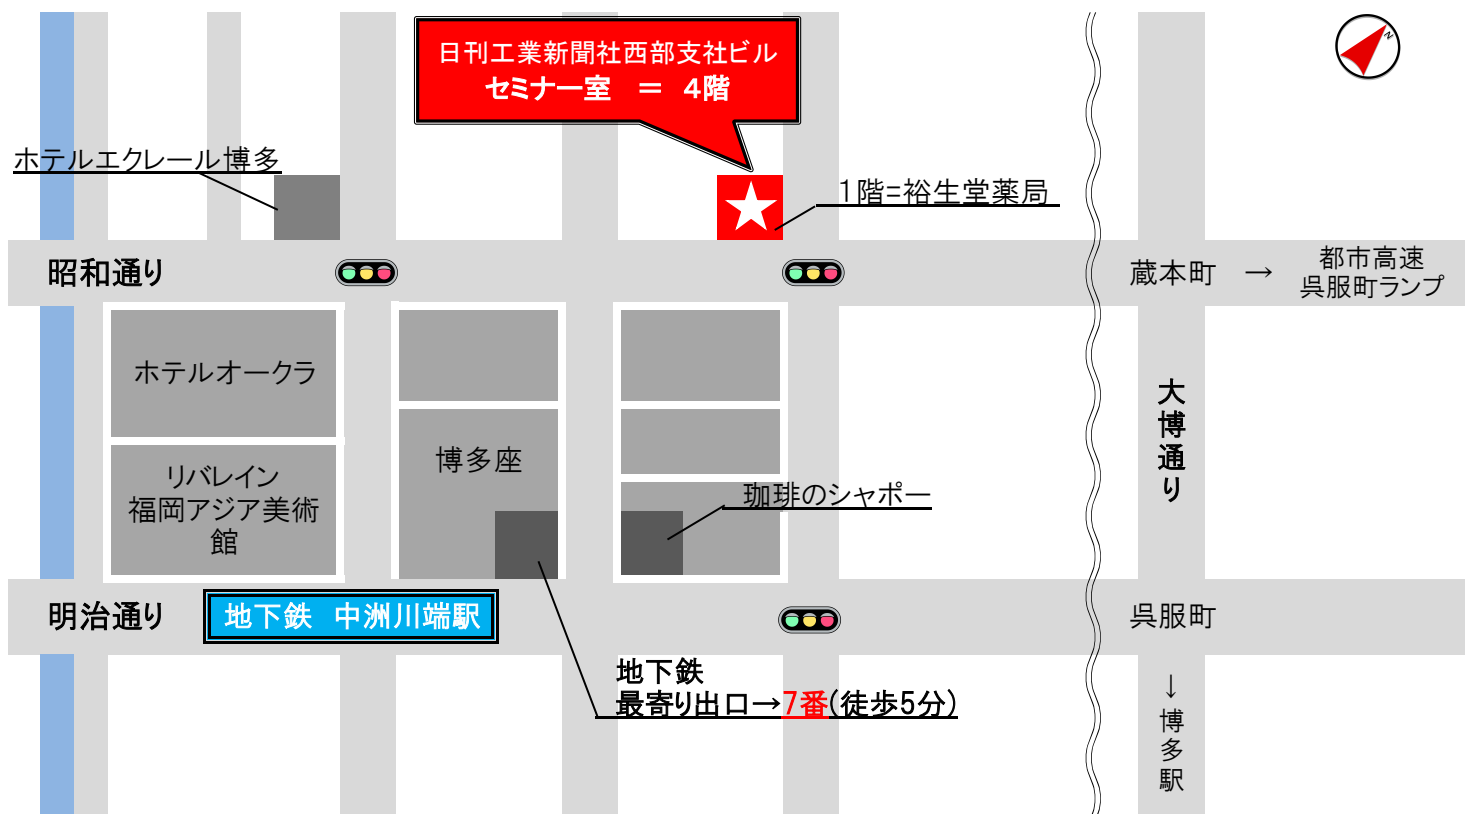 日刊工業新聞社西部支社ビル
セミナー室 = 4階
N
ホテルエクレール博多
1階=裕生堂薬局
昭和通り
蔵本町 →
都市高速
呉服町ランプ
ホテルオークラ
大博通り
博多座
リバレイン
福岡アジア美術
館
珈琲のシャポー
明治通り
地下鉄 中洲川端駅
呉服町
地下鉄
最寄り出口→7番(徒歩5分)
↓博多駅